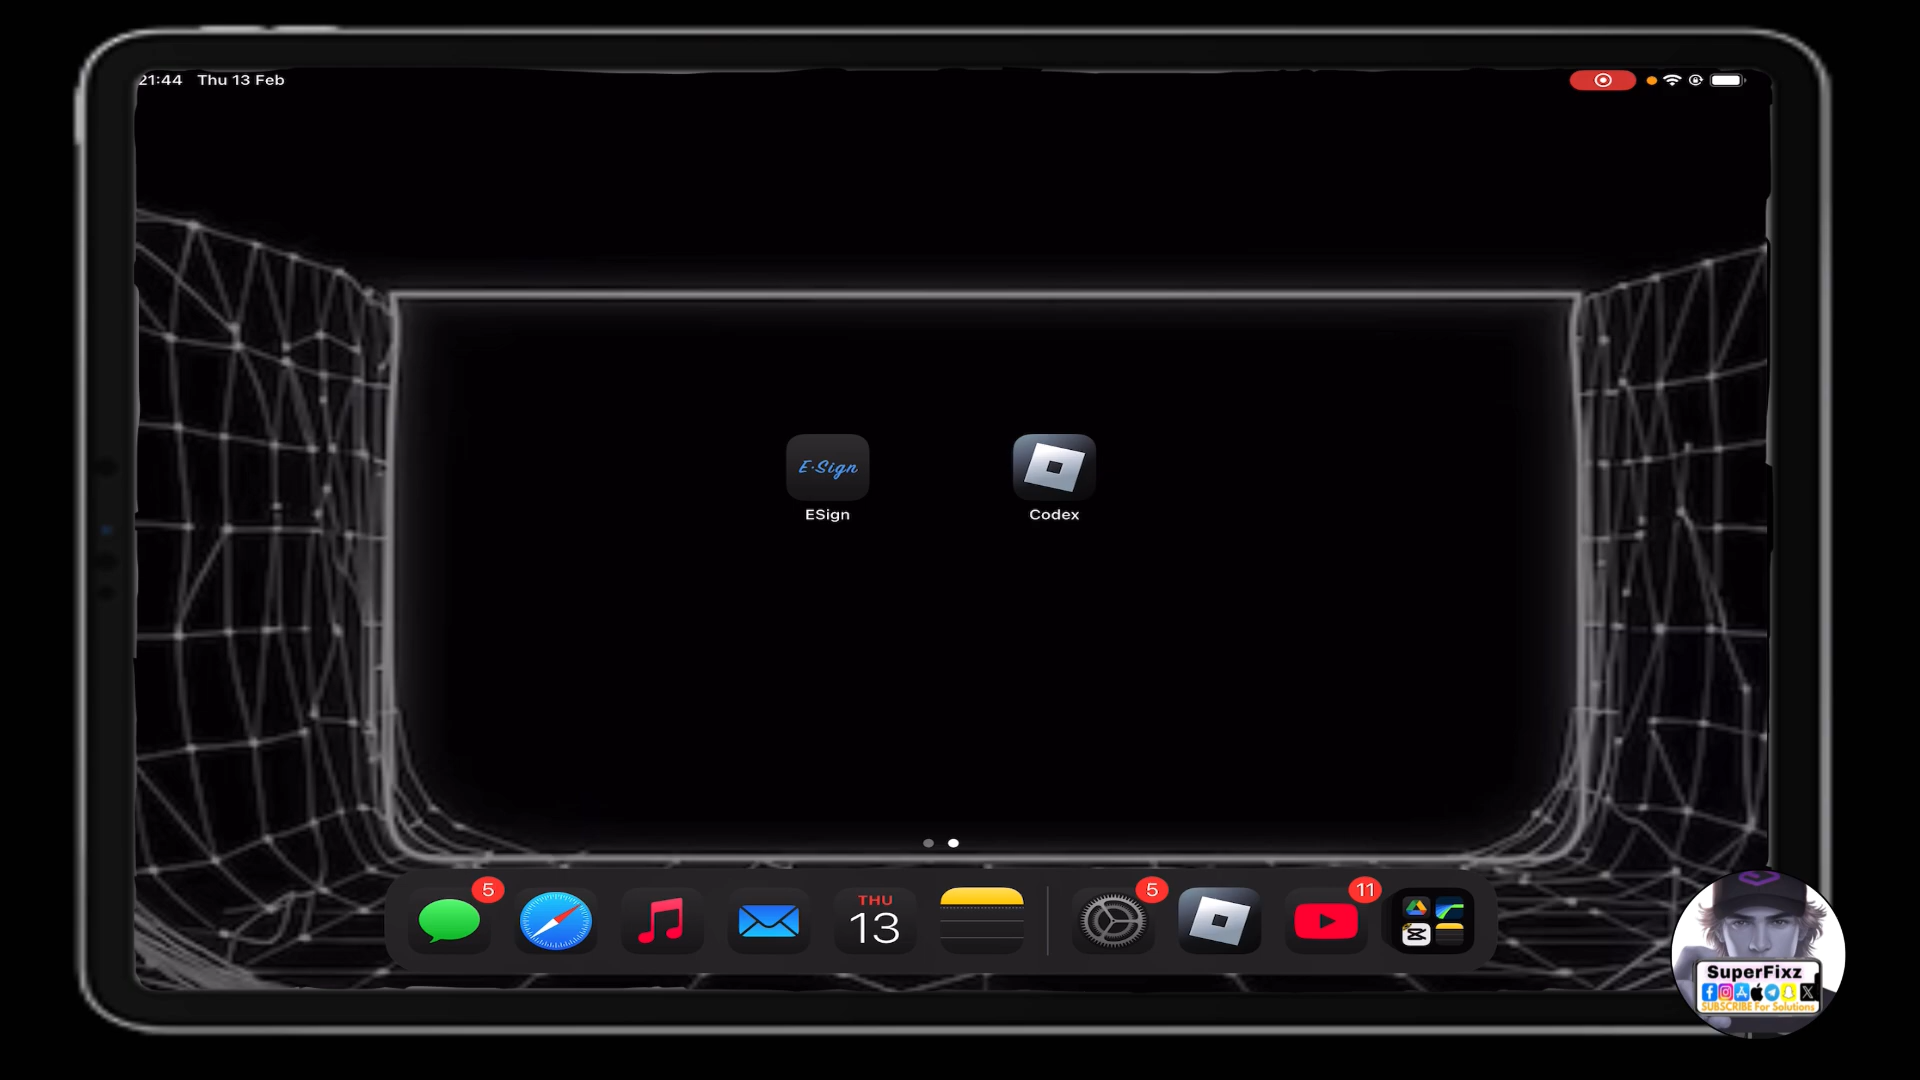 21:44 Thu 13 Feb
E·Sign
ESign
Codex
5
THU
13
5
11
SuperFixz
SUBSCRIBE For Solutions